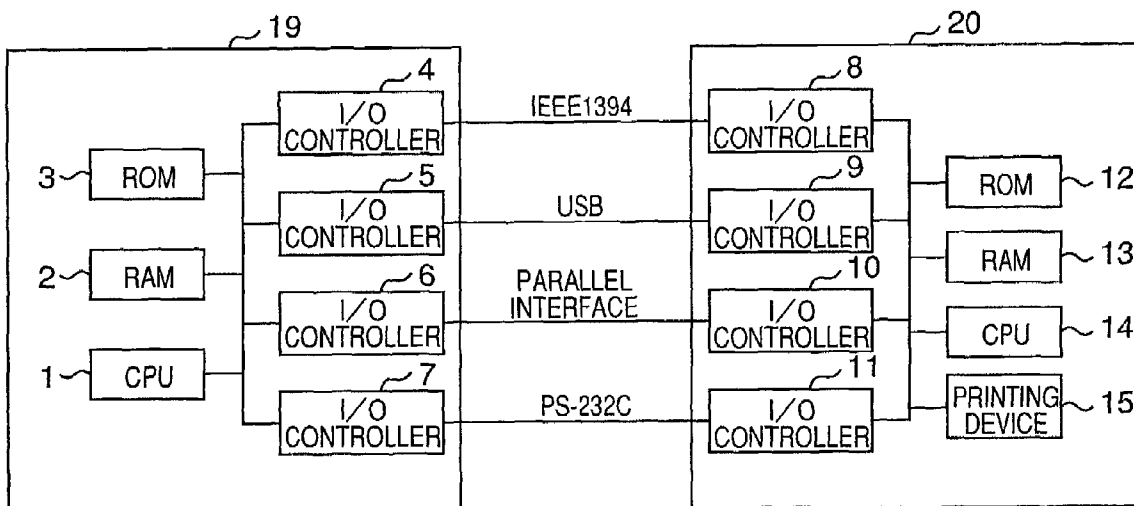 19
20
4
I/O
CONTROLLER
IEEE1394
8
I/O
CONTROLLER
3
ROM
5
I/O
CONTROLLER
USB
9
I/O
CONTROLLER
ROM
12
2
RAM
6
I/O
CONTROLLER
PARALLEL
INTERFACE
10
I/O
CONTROLLER
RAM
13
1
CPU
7
I/O
CONTROLLER
PS-232C
11
I/O
CONTROLLER
CPU
14
PRINTING
DEVICE
15